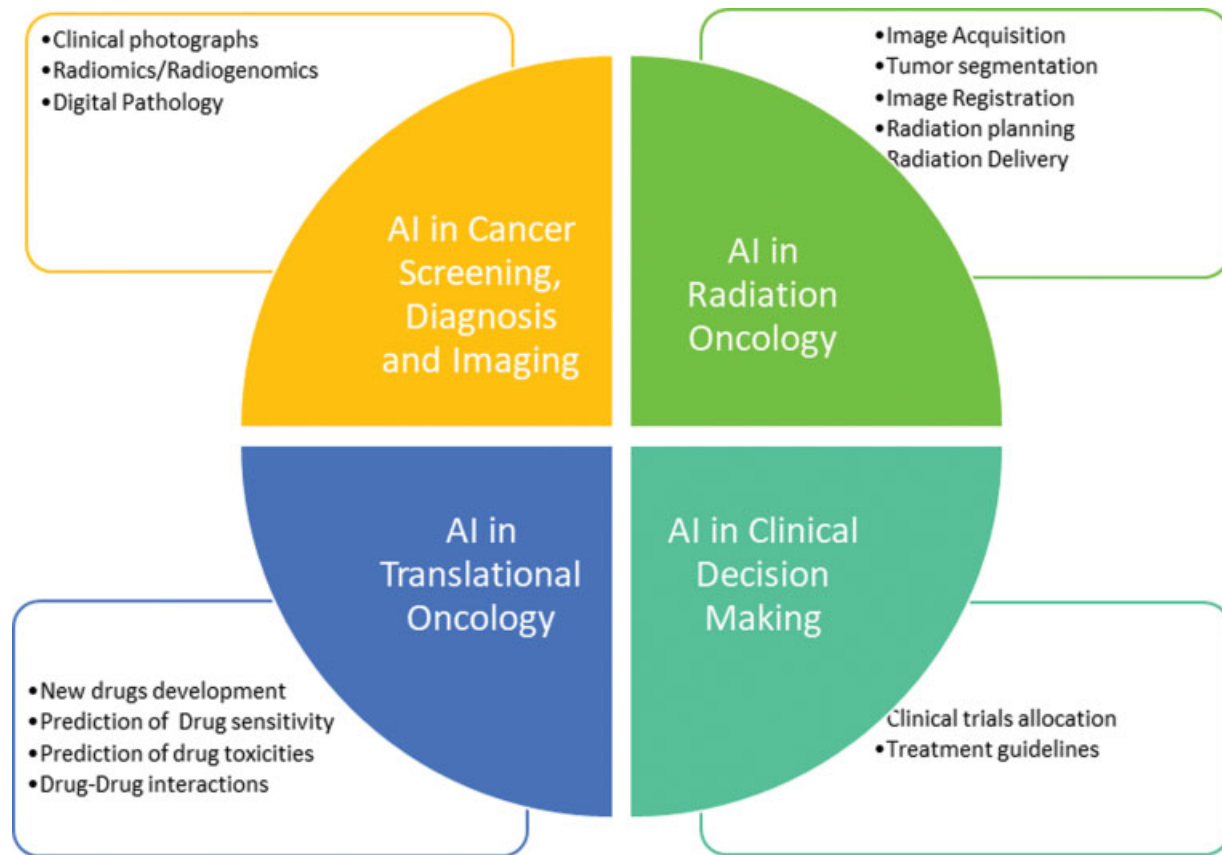 •Clinical photographs
•Radiomics/Radiogenomics
•Digital Pathology
•Image Acquisition
•Tumor segmentation
•Image Registration
•Radiation planning
Radiation Delivery
AI in Cancer
Screening,
Diagnosis
and Imaging
AI in
Radiation
Oncology
AI in
Translational
Oncology
AI in Clinical
Decision
Making
•New drugs development
•Prediction of Drug sensitivity
•Prediction of drug toxicities
•Drug-Drug interactions
Clinical trials allocation
•Treatment guidelines